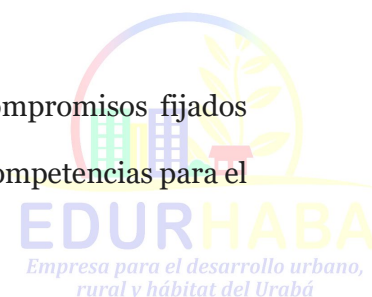 ompromisos fijados
ompetencias para el
EDURHABA
Empresa para el desarrollo urbano,
rural y hábitat del Urabá